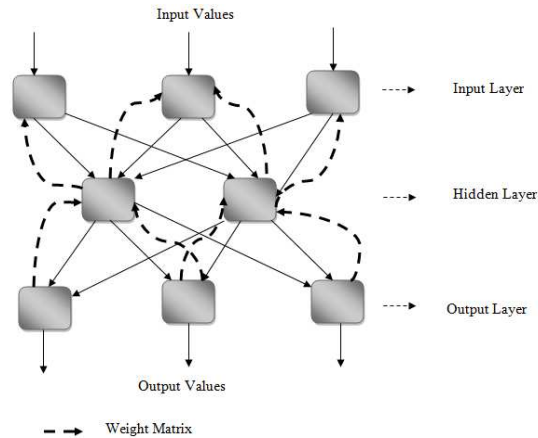 Input Values
Input Layer
Hidden Layer
Output Layer
Output Values
Weight Matrix